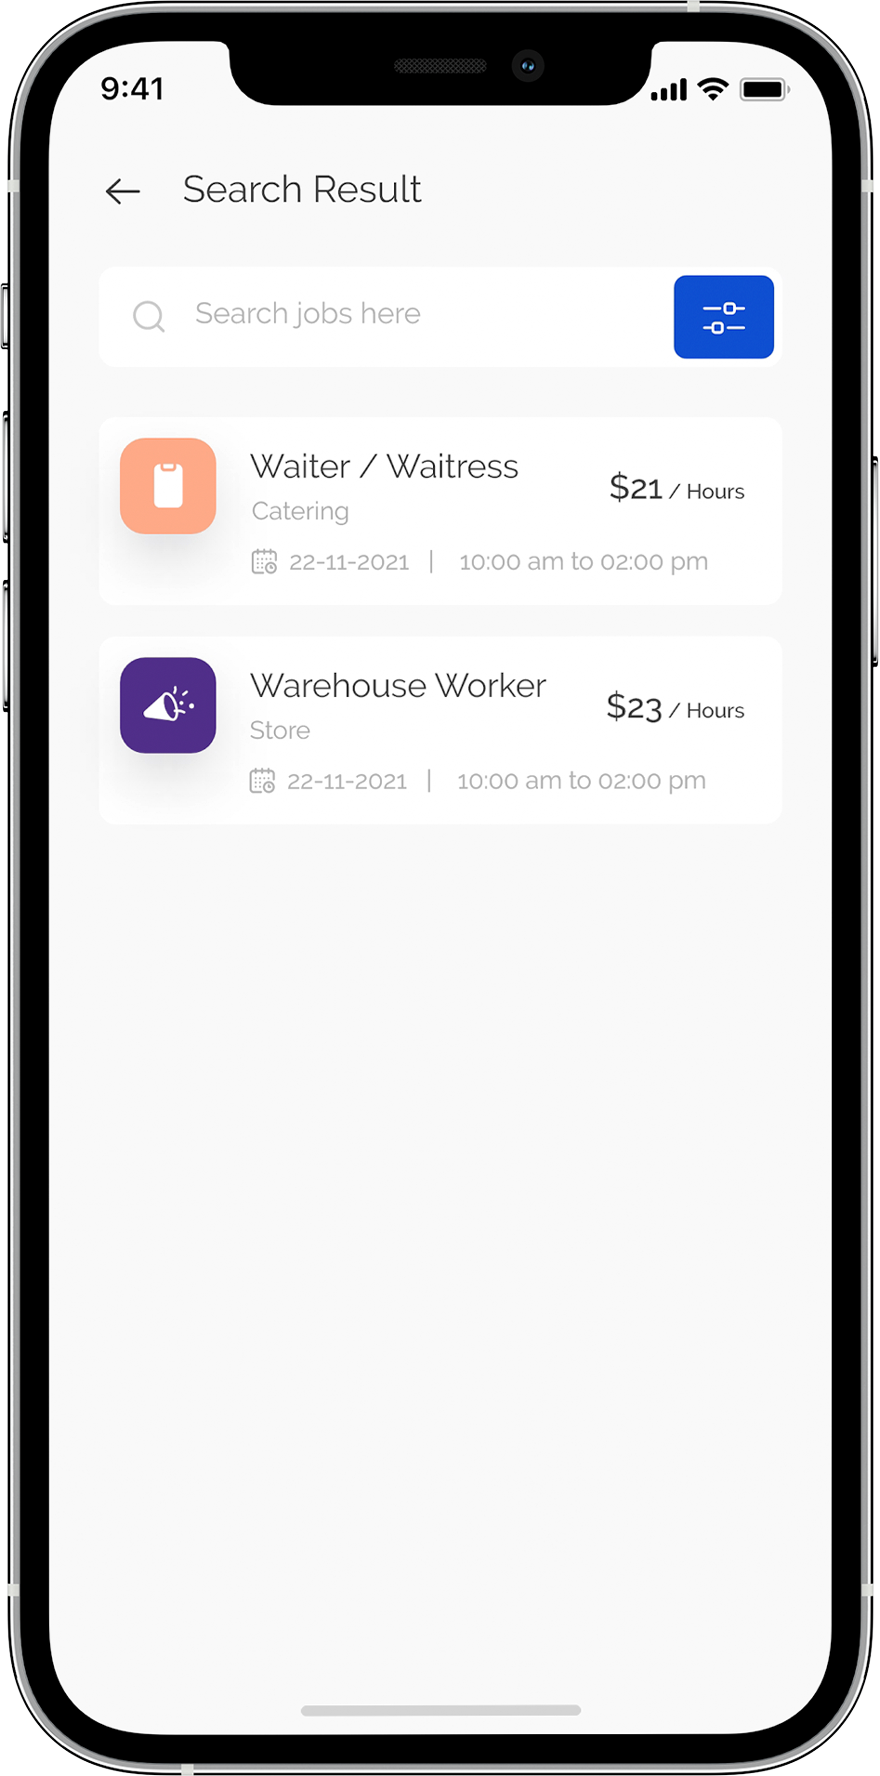 9:41
Search Result
Search jobs here
Waiter / Waitress
$21 / Hours
Catering
22-11-2021 | 10:00 am to 02:00 pm
Warehouse Worker
$23 / Hours
Store
22-11-2021 | 10:00 am to 02:00 pm